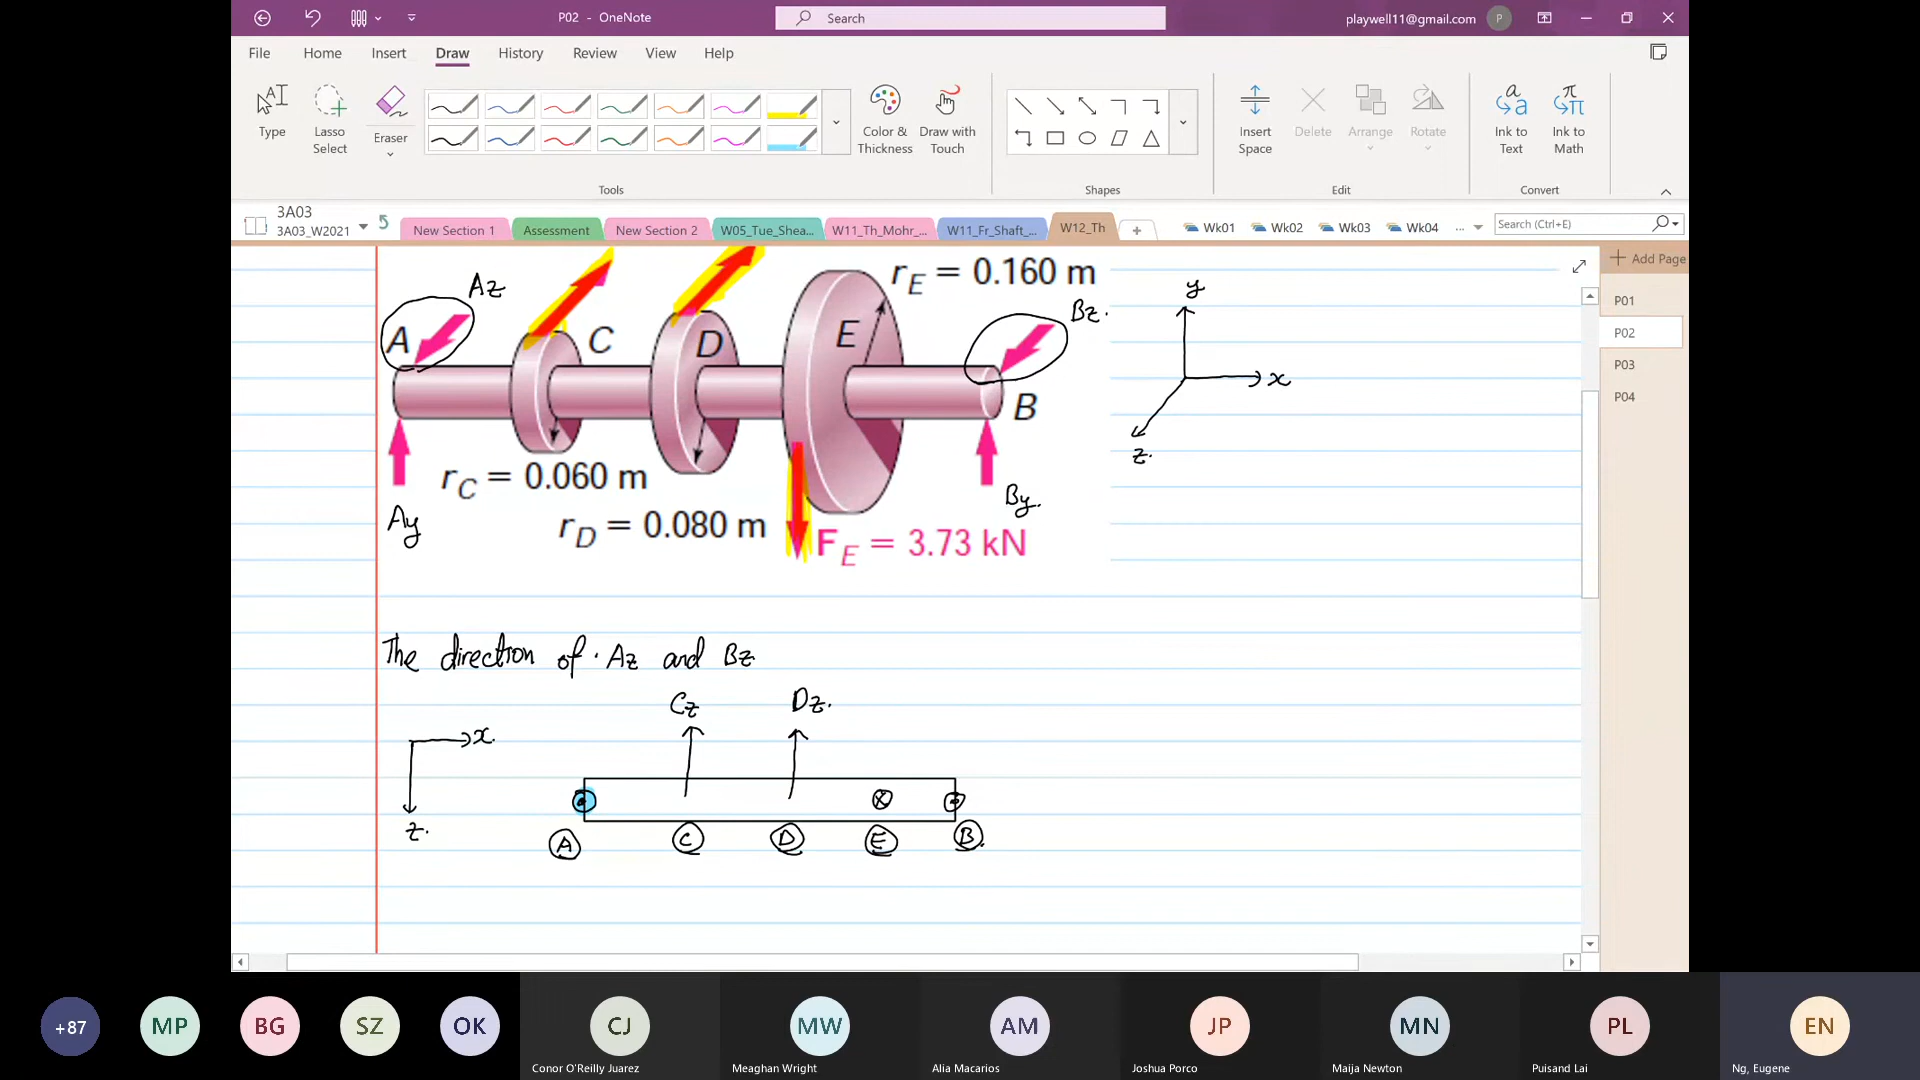 P02 - OneNote
Search
playwell11@gmail.com
P
File
Home
Insert
Draw
History
Review
View
Help
Type
Lasso Select
Eraser
Color & Thickness
Draw with Touch
Insert Space
Delete
Arrange
Rotate
Ink to Text
Ink to Math
Tools
Shapes
Edit
Convert
3A03
3A03_W2021
New Section 1
Assessment
New Section 2
W05_Tue_Shea...
W11_Th_Mohr_...
W11_Fr_Shaft_...
W12_Th
Wk01
Wk02
Wk03
Wk04
...
Search (Ctrl+E)
Add Page
P01
P02
P03
P04
Az
rE = 0.160 m
Bz.
y
A
C
D
E
x
B
z.
rC = 0.060 m
Ay
By.
rD = 0.080 m
FE = 3.73 kN
The direction of Az and Bz
Cz
Dz.
x.
z.
A
C
D
E
B
+87
MP
BG
SZ
OK
CJ
MW
AM
JP
MN
PL
EN
Conor O'Reilly Juarez
Meaghan Wright
Alia Macarios
Joshua Porco
Maija Newton
Puisand Lai
Ng, Eugene